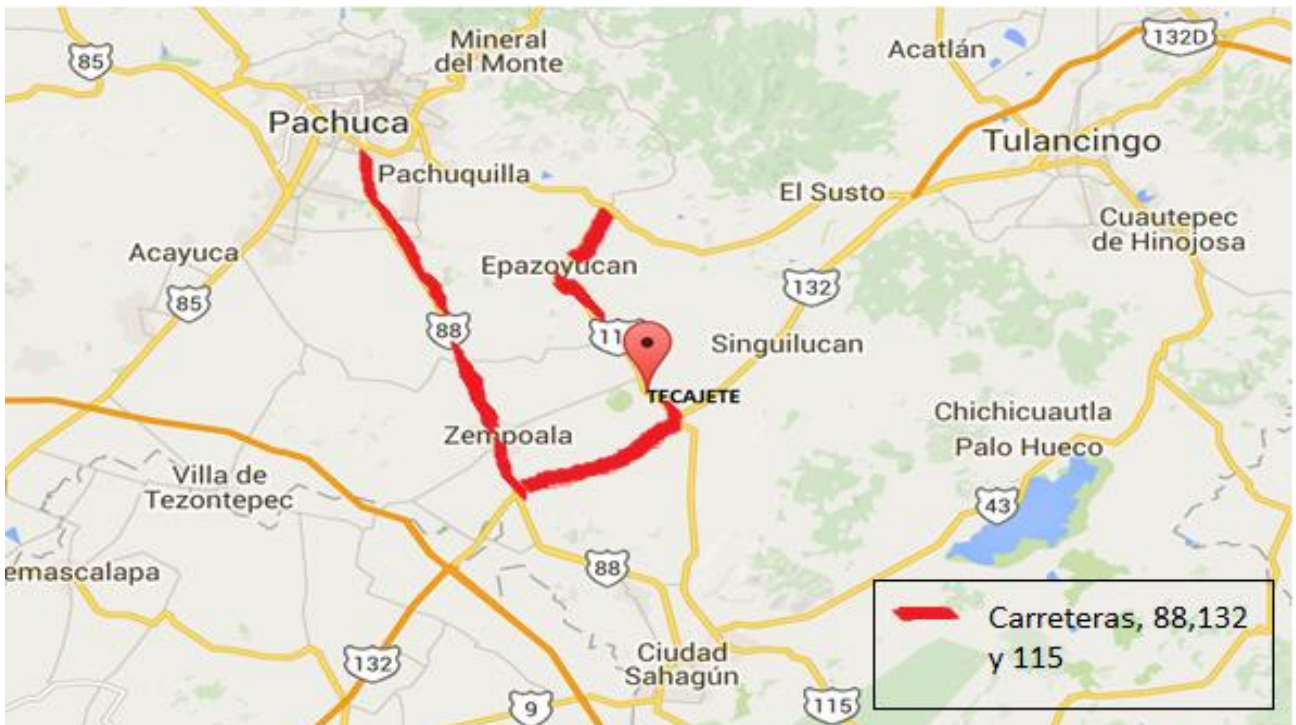 85
Mineral
del Monte
Acatlán
132D
Pachuca
Tulancingo
Pachuquilla
El Susto
Cuautepec
de Hinojosa
Acayuca
Epazoyucan
85
132
88
11
Singuilucan
TECAJETE
Chichicuautla
Palo Hueco
Zempoala
Villa de
Tezontepec
43
emascalapa
88
Carreteras, 88,132
y 115
132
Ciudad
Sahagún
9
115